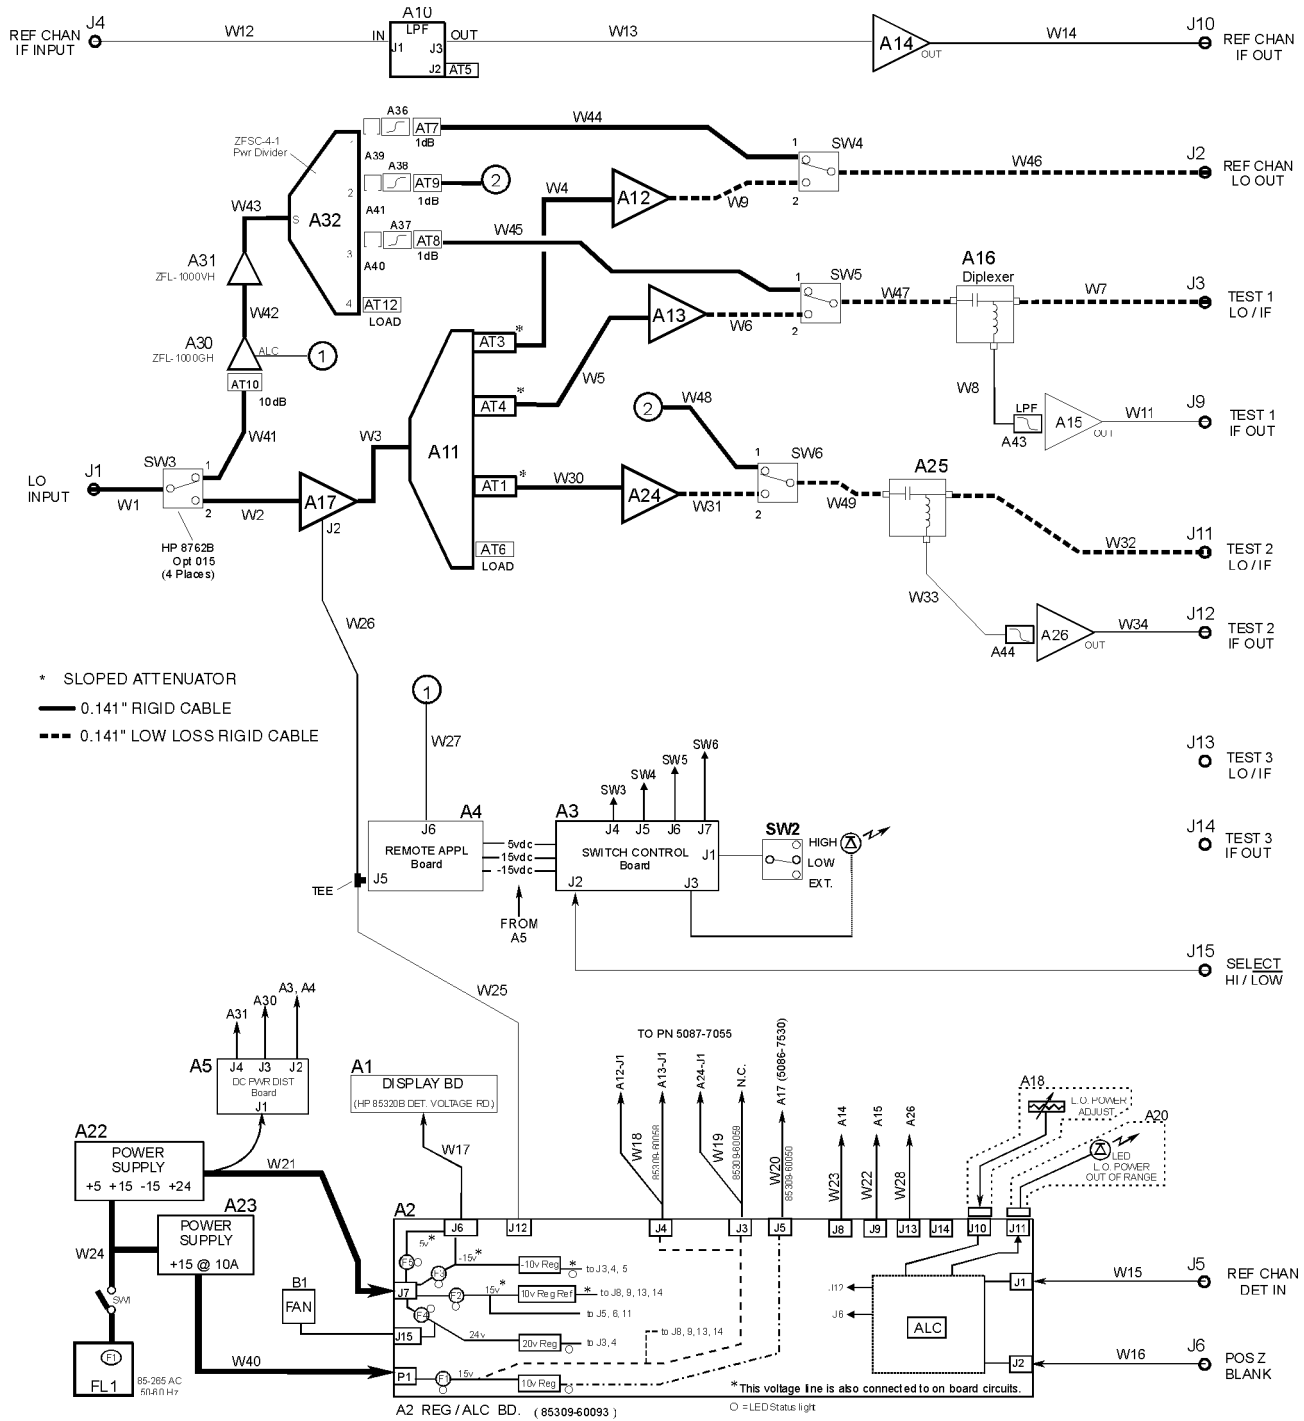 J4
REF CHAN
IF INPUT
W12
A10
LPF
IN
J1
J3
OUT
J2
AT5
W13
A14
OUT
W14
J10
REF CHAN
IF OUT
ZFSC-4-1
Pwr Divider
A36
AT7
1dB
A39
A38
AT9
1dB
A41
A37
AT8
1dB
A40
2
3
4
S
A32
AT12
LOAD
2
W44
W45
W4
A12
W9
1
2
SW4
W46
J2
REF CHAN
LO OUT
W43
A31
ZFL-1000VH
W42
A30
ZFL-1000GH
ALC
1
AT10
10dB
W41
A13
W6
1
2
SW5
W47
A16
Diplexer
W7
J3
TEST 1
LO / IF
AT3 *
AT4 *
W5
W8
LPF
A43
A15
OUT
W11
J9
TEST 1
IF OUT
2
W48
LO
INPUT
J1
W1
SW3
1
2
W2
HP 8762B
Opt 015
(4 Places)
A17
J2
W3
A11
AT1 *
W30
A24
W31
1
2
SW6
W49
A25
W32
J11
TEST 2
LO / IF
AT6
LOAD
W26
W33
A44
A26
OUT
W34
J12
TEST 2
IF OUT
* SLOPED ATTENUATOR
0.141" RIGID CABLE
0.141" LOW LOSS RIGID CABLE
1
W27
J13
TEST 3
LO / IF
J14
TEST 3
IF OUT
SW3
SW4
SW5
SW6
A4
J6
REMOTE APPL
Board
J5
TEE
5vdc
15vdc
-15vdc
FROM
A5
A3
J4
J5
J6
J7
SWITCH CONTROL
Board
J1
J2
J3
SW2
HIGH
LOW
EXT.
J15
SELECT
HI / LOW
W25
A31
A30
A3, A4
A5
J4
J3
J2
DC PWR DIST
Board
J1
A1
DISPLAY BD
(HP 85320B DET. VOLTAGE RD.)
W17
TO PN 5087-7055
A12-J1
A13-J1
A24-J1
N.C.
A17 (5086-7530)
W18
85309-60058
W19
85309-60059
W20
85309-60050
A14
A15
A26
W23
W22
W28
A18
L.O. POWER
ADJUST
A20
LED
L.O. POWER
OUT OF RANGE
A22
POWER
SUPPLY
+5 +15 -15 +24
W21
A23
POWER
SUPPLY
+15 @ 10A
W24
SW1
F1
FL1
85-265 AC
50-60 Hz
B1
FAN
W40
A2
J6
J12
J4
J3
J5
J8
J9
J13
J14
J10
J11
5v*
F5
-15v*
F3
-10v Reg
*
to J3, 4, 5
J7
F2
15v
*
10v Reg Ref
*
to J8, 9, 13, 14
to J5, 6, 11
F4
J15
24v
20v Reg
to J3, 4
to J8, 9, 13, 14
P1
F1
15v
10v Reg
J12
J6
ALC
J1
J2
W15
J5
REF CHAN
DET IN
W16
J6
POS Z
BLANK
* This voltage line is also connected to on board circuits.
A2 REG / ALC BD. ( 85309-60093 )
= LED Status light